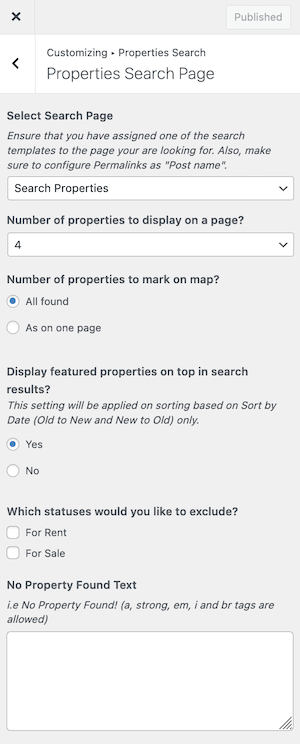 Published
Customizing ▸ Properties Search
Properties Search Page
Select Search Page
Ensure that you have assigned one of the search
templates to the page your are looking for. Also, make
sure to configure Permalinks as "Post name".
Search Properties
Number of properties to display on a page?
4
Number of properties to mark on map?
All found
As on one page
Display featured properties on top in search
results?
This setting will be applied on sorting based on Sort by
Date (Old to New and New to Old) only.
Yes
No
Which statuses would you like to exclude?
For Rent
For Sale
No Property Found Text
i.e No Property Found! (a, strong, em, i and br tags are
allowed)